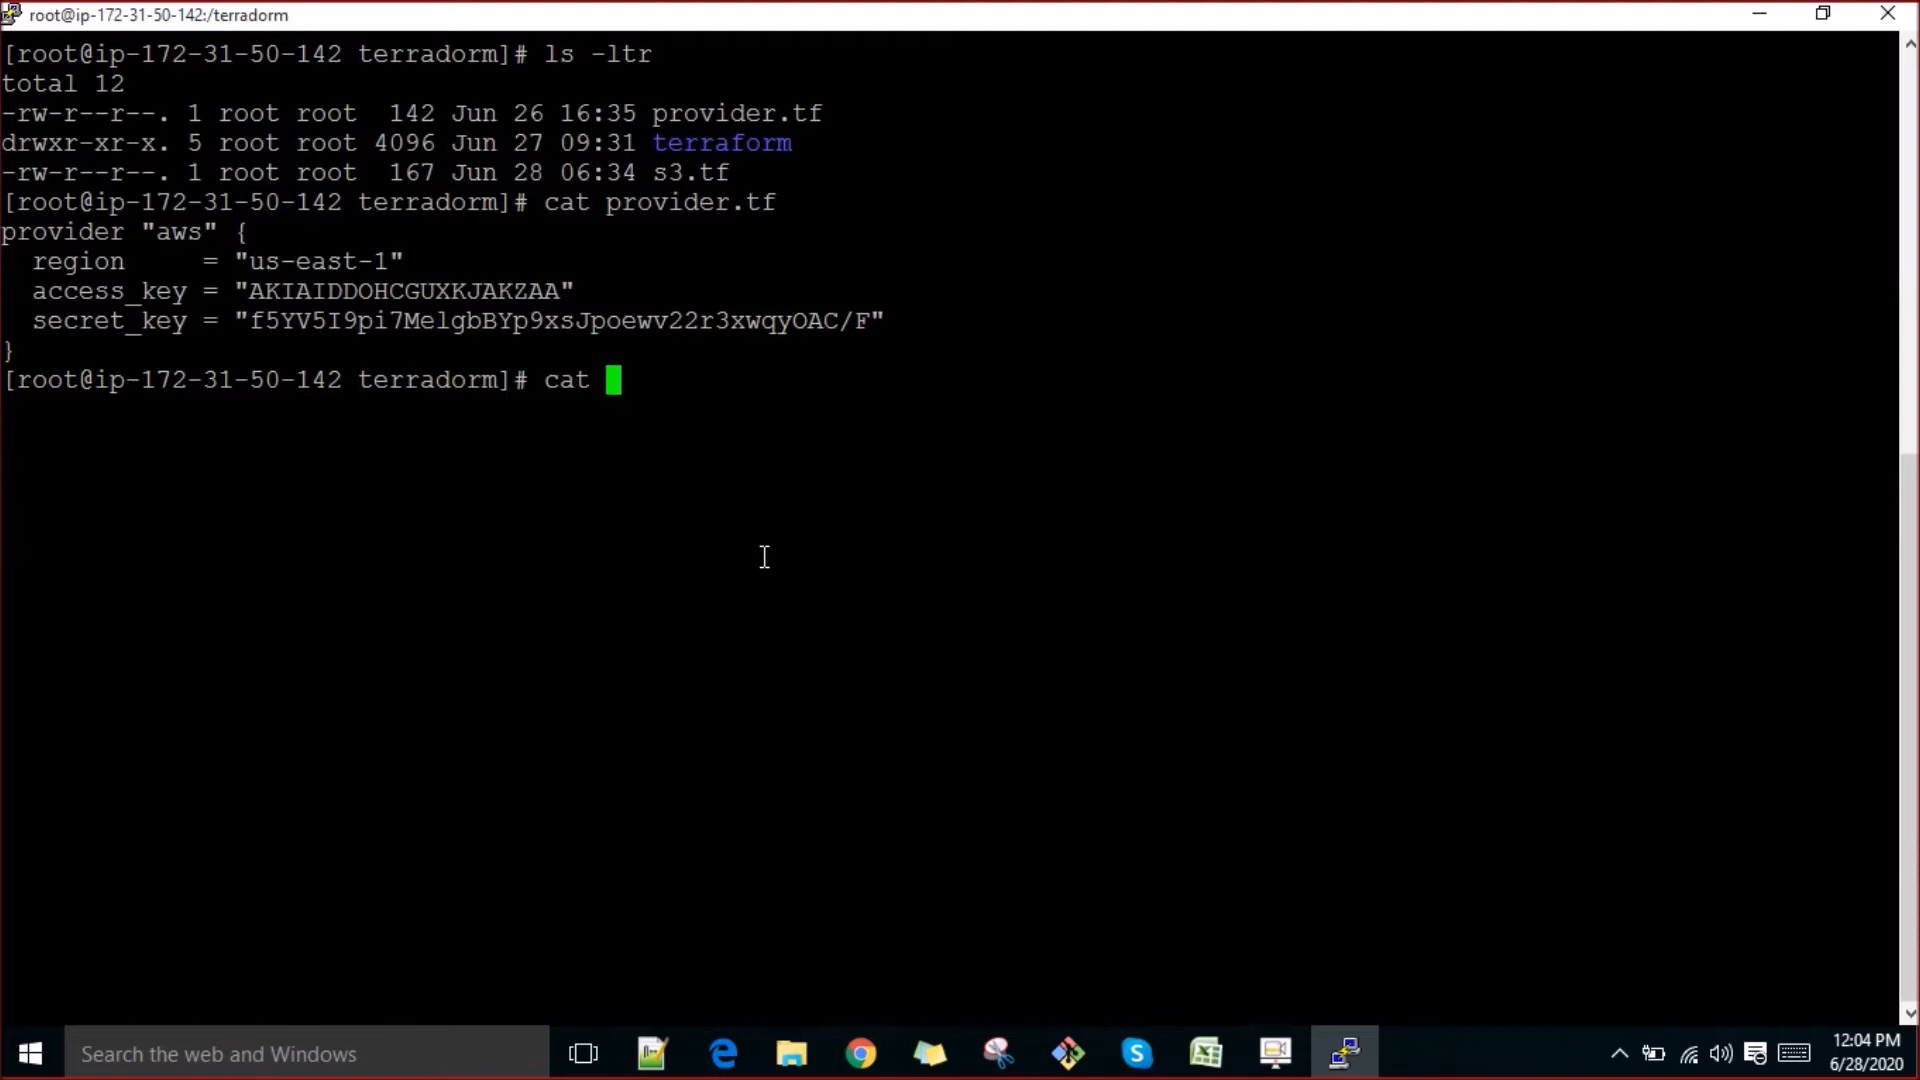 root@ip-172-31-50-142:/terradorm
[root@ip-172-31-50-142 terradorm]# ls -ltr
total 12
-rw-r--r--. 1 root root  142 Jun 26 16:35 provider.tf
drwxr-xr-x. 5 root root 4096 Jun 27 09:31 terraform
-rw-r--r--. 1 root root  167 Jun 28 06:34 s3.tf
[root@ip-172-31-50-142 terradorm]# cat provider.tf
provider "aws" {
  region     = "us-east-1"
  access_key = "AKIAIDDOHCGUXKJAKZAA"
  secret_key = "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"
}
[root@ip-172-31-50-142 terradorm]# cat
Search the web and Windows
12:04 PM
6/28/2020